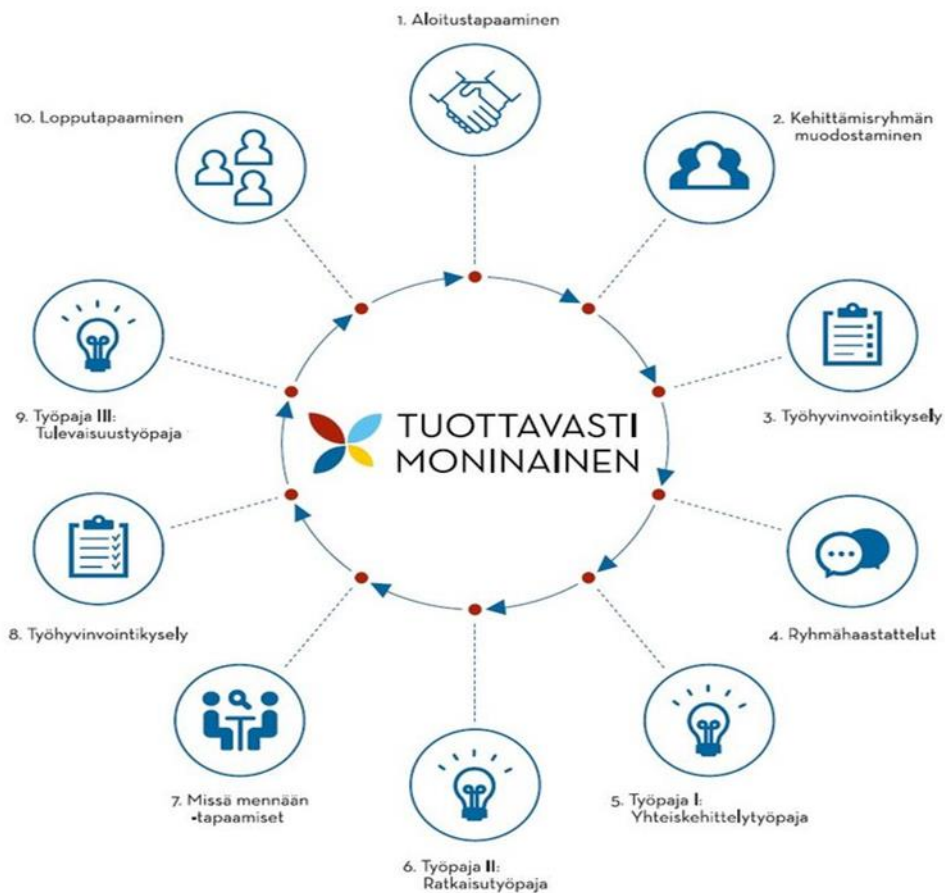 1. Aloitustapaaminen
2. Kehittämisryhmän
muodostaminen
3. Työhyvinvointikysely
4. Ryhmähaastattelut
5. Työpaja I:
Yhteiskehittelytyöpaja
6. Työpaja II:
Ratkaisutyöpaja
7. Missä mennään
-tapaamiset
8. Työhyvinvointikysely
9. Työpaja III:
Tulevaisuustyöpaja
10. Lopputapaaminen
TUOTTAVASTI
MONINAINEN